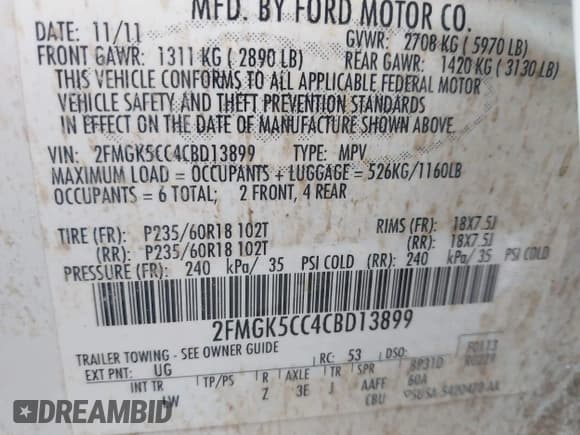 MFD. BY FORD MOTOR CO.
DATE: 11/11 GVWR: 2708 KG ( 5970 LB)
FRONT GAWR: 1311 KG ( 2890 LB) REAR GAWR: 1420 KG ( 3130 LB)
THIS VEHICLE CONFORMS TO ALL APPLICABLE FEDERAL MOTOR
VEHICLE SAFETY AND THEFT PREVENTION STANDARDS
IN EFFECT ON THE DATE OF MANUFACTURE SHOWN ABOVE.
VIN: 2FMGK5CC4CBD13899 TYPE: MPV
MAXIMUM LOAD = OCCUPANTS + LUGGAGE = 526KG/1160LB
OCCUPANTS = 6 TOTAL; 2 FRONT, 4 REAR
TIRE (FR): P235/60R18 102T RIMS (FR): 18X7.5J
(RR): P235/60R18 102T (RR): 18X7.5J
PRESSURE (FR): 240 kPa/ 35 PSI COLD (RR): 240 kPa/ 35 PSI COLD
2FMGK5CC4CBD13899
TRAILER TOWING - SEE OWNER GUIDE
EXT PNT: UG RC: 53 DSO:
INT TR TP/PS R AXLE TR SPR
LW Z 3E J AAFF 60A
CBU
DREAMBID